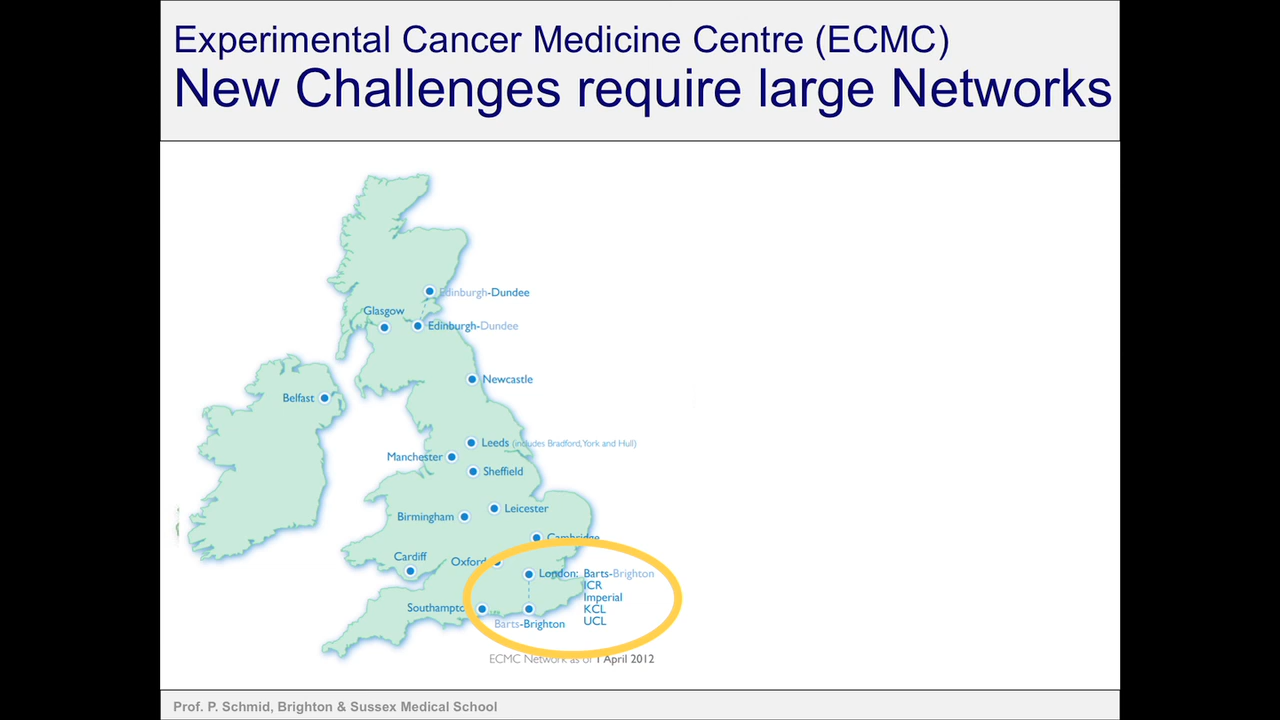 Experimental Cancer Medicine Centre (ECMC)
New Challenges require large Networks
Edinburgh-Dundee
Glasgow
Edinburgh-Dundee
Newcastle
Belfast
Leeds (includes Bradford, York and Hull)
Manchester
Sheffield
Leicester
Birmingham
Cambridge
Cardiff
Oxford
London: Barts-Brighton
ICR
Imperial
KCL
UCL
Southampto
Barts-Brighton
ECMC Network as of 1 April 2012
Prof. P. Schmid, Brighton & Sussex Medical School